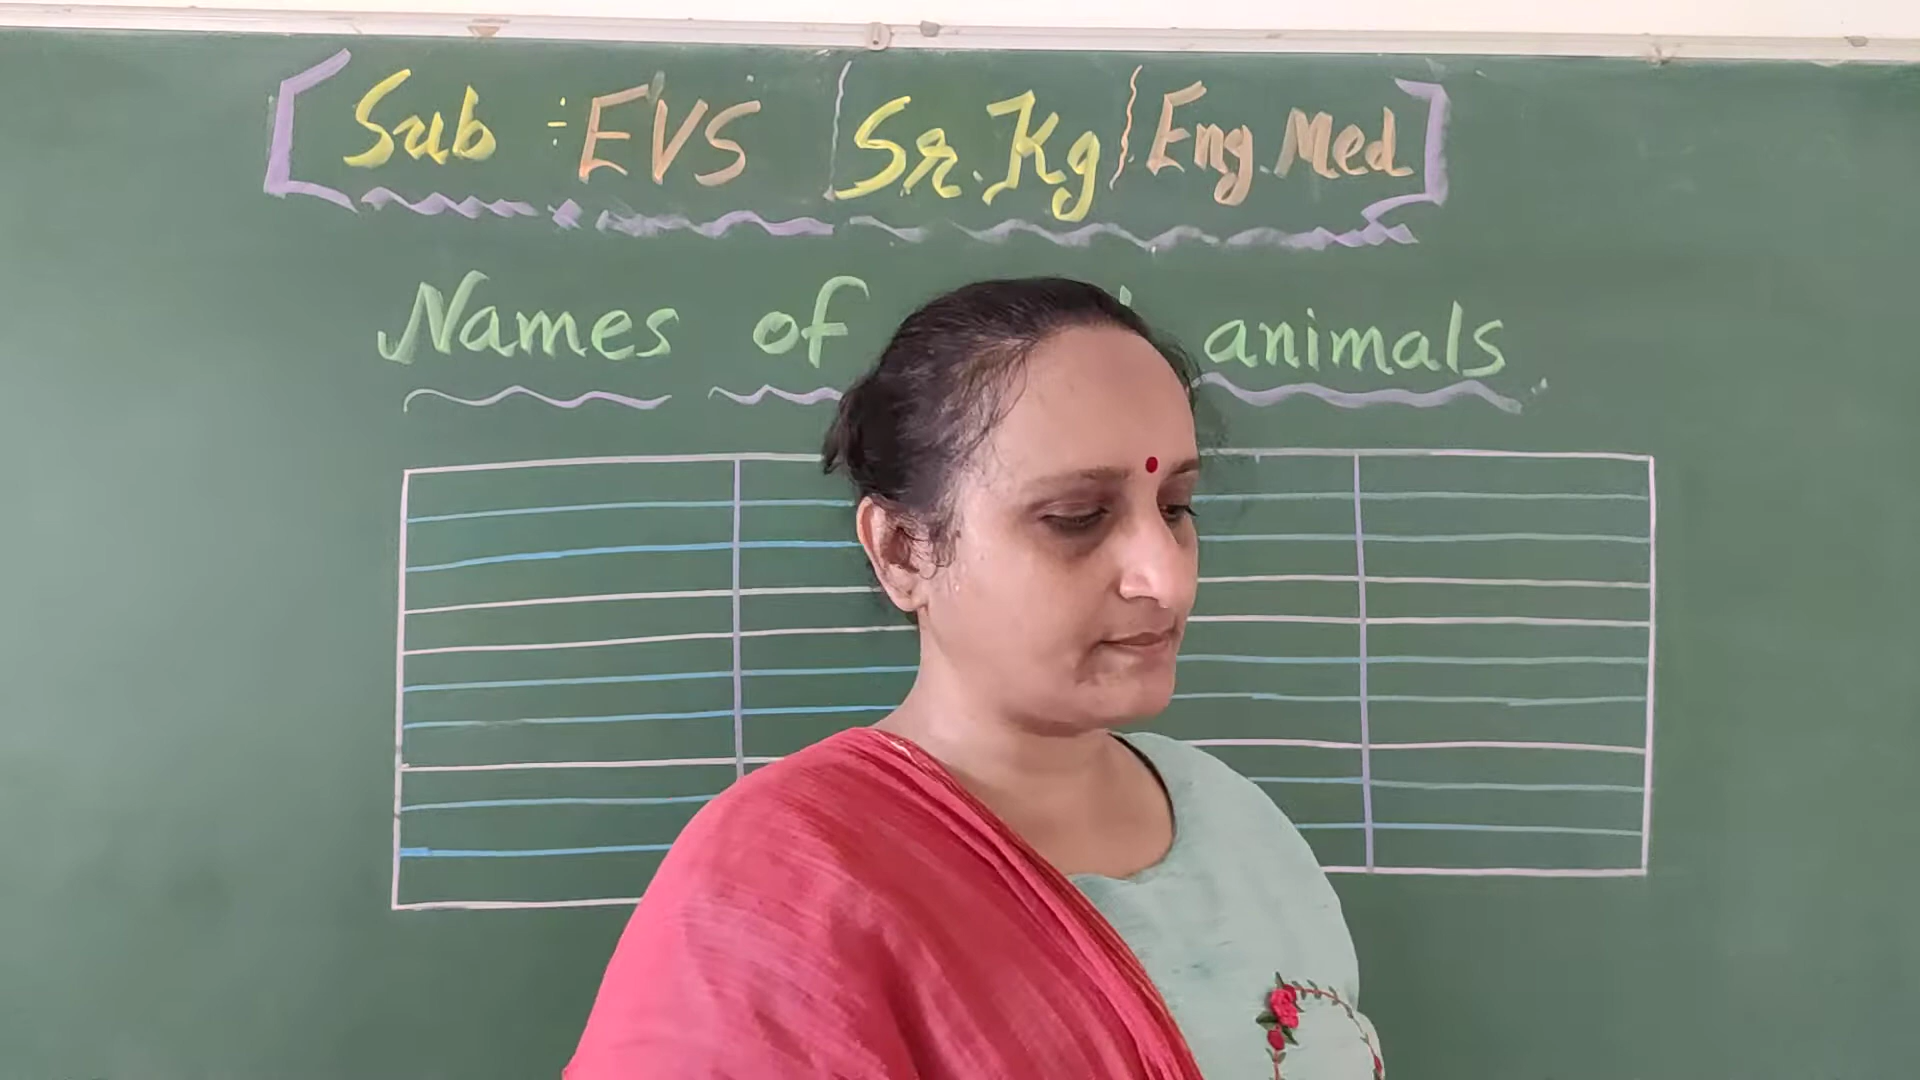 [Sub :- EVS | Sr. Kg | Eng. Med]
Names of animals